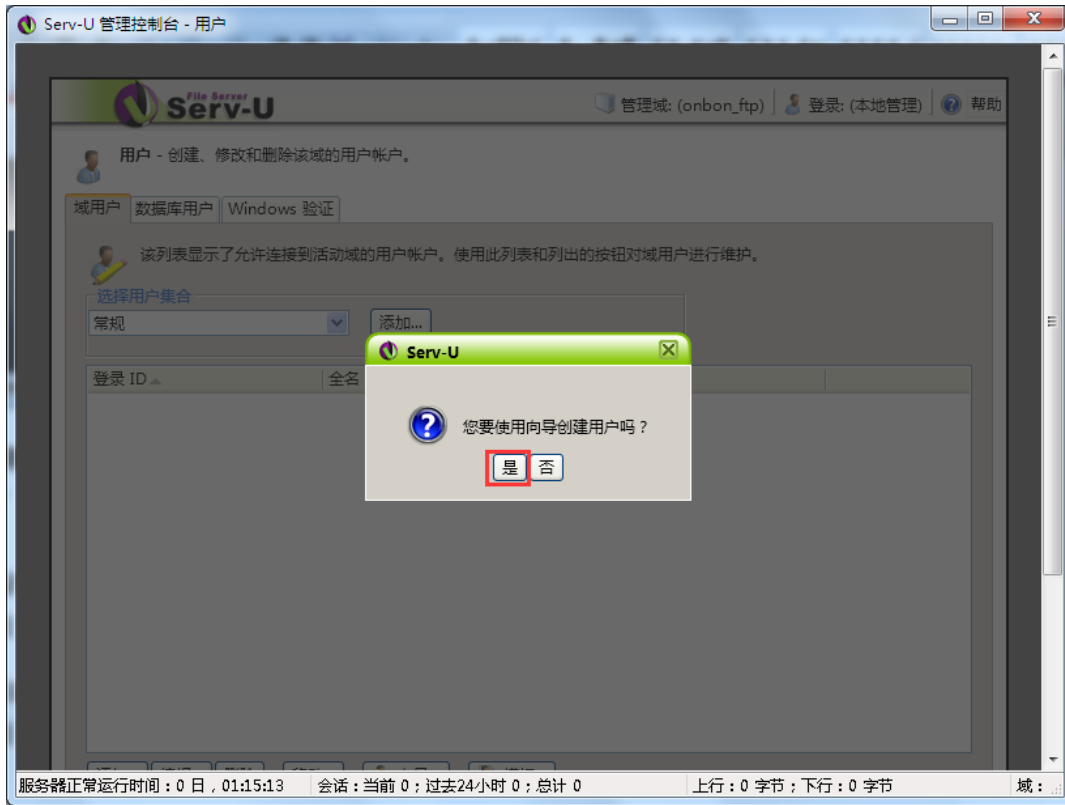 Serv-U 管理控制台 - 用户
File Server
Serv-U
管理域: (onbon_ftp) 登录: (本地管理) 帮助
用户 - 创建、修改和删除该域的用户帐户。
域用户 数据库用户 Windows 验证
该列表显示了允许连接到活动域的用户帐户。使用此列表和列出的按钮对域用户进行维护。
选择用户集合
常规 添加...
Serv-U
登录 ID 全名
您要使用向导创建用户吗？
是 否
服务器正常运行时间：0 日，01:15:13 会话：当前 0；过去24小时 0；总计 0 上行：0 字节；下行：0 字节 域：